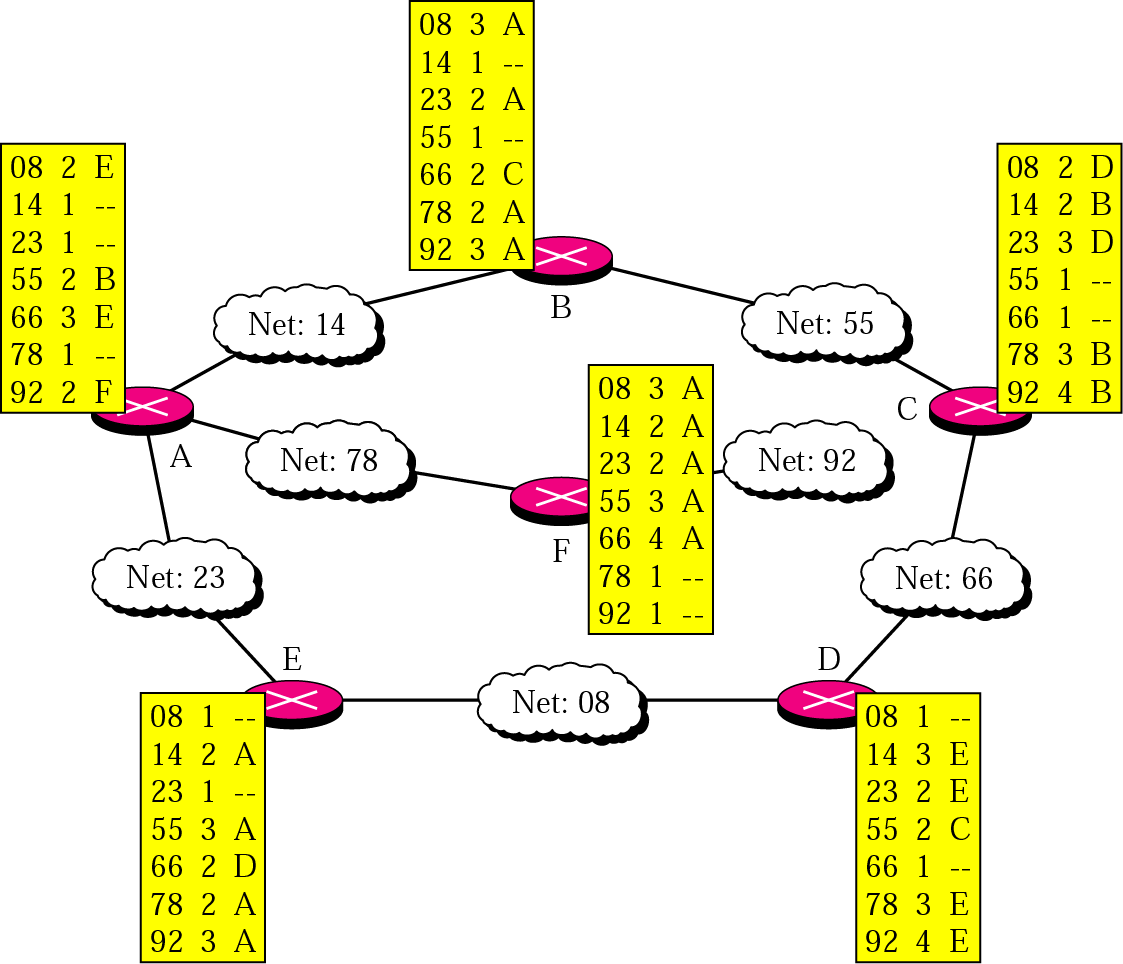 08 3 A
14 1 --
23 2 A
55 1 --
66 2 C
78 2 A
92 3 A
08 2 E
14 1 --
23 1 --
55 2 B
66 3 E
78 1 --
92 2 F
08 2 D
14 2 B
23 3 D
55 1 --
66 1 --
78 3 B
92 4 B
B
Net: 14
Net: 55
A
C
Net: 78
08 3 A
14 2 A
23 2 A
55 3 A
66 4 A
78 1 --
92 1 --
Net: 92
F
Net: 23
Net: 66
E
D
Net: 08
08 1 --
14 2 A
23 1 --
55 3 A
66 2 D
78 2 A
92 3 A
08 1 --
14 3 E
23 2 E
55 2 C
66 1 --
78 3 E
92 4 E